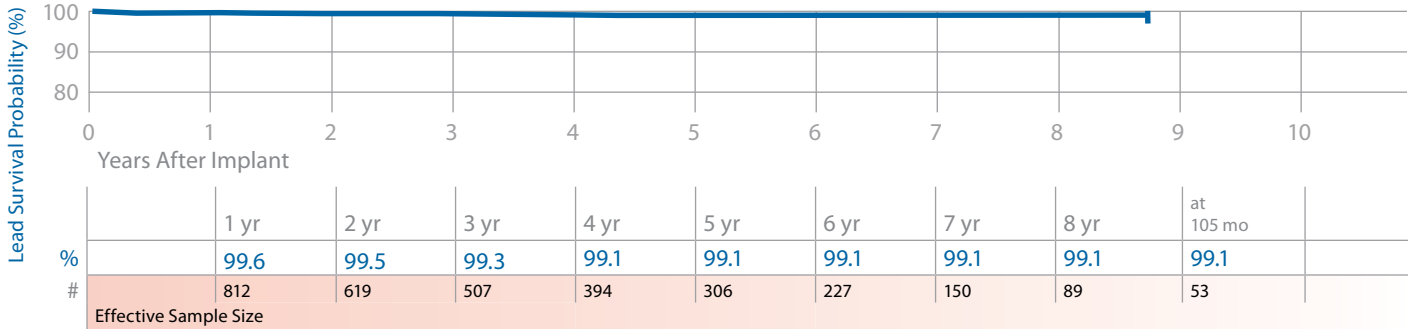 Lead Survival Probability (%)
100
90
80
0 1 2 3 4 5 6 7 8 9 10
Years After Implant
1 yr 2 yr 3 yr 4 yr 5 yr 6 yr 7 yr 8 yr at 105 mo
% 99.6 99.5 99.3 99.1 99.1 99.1 99.1 99.1 99.1
# 812 619 507 394 306 227 150 89 53
Effective Sample Size